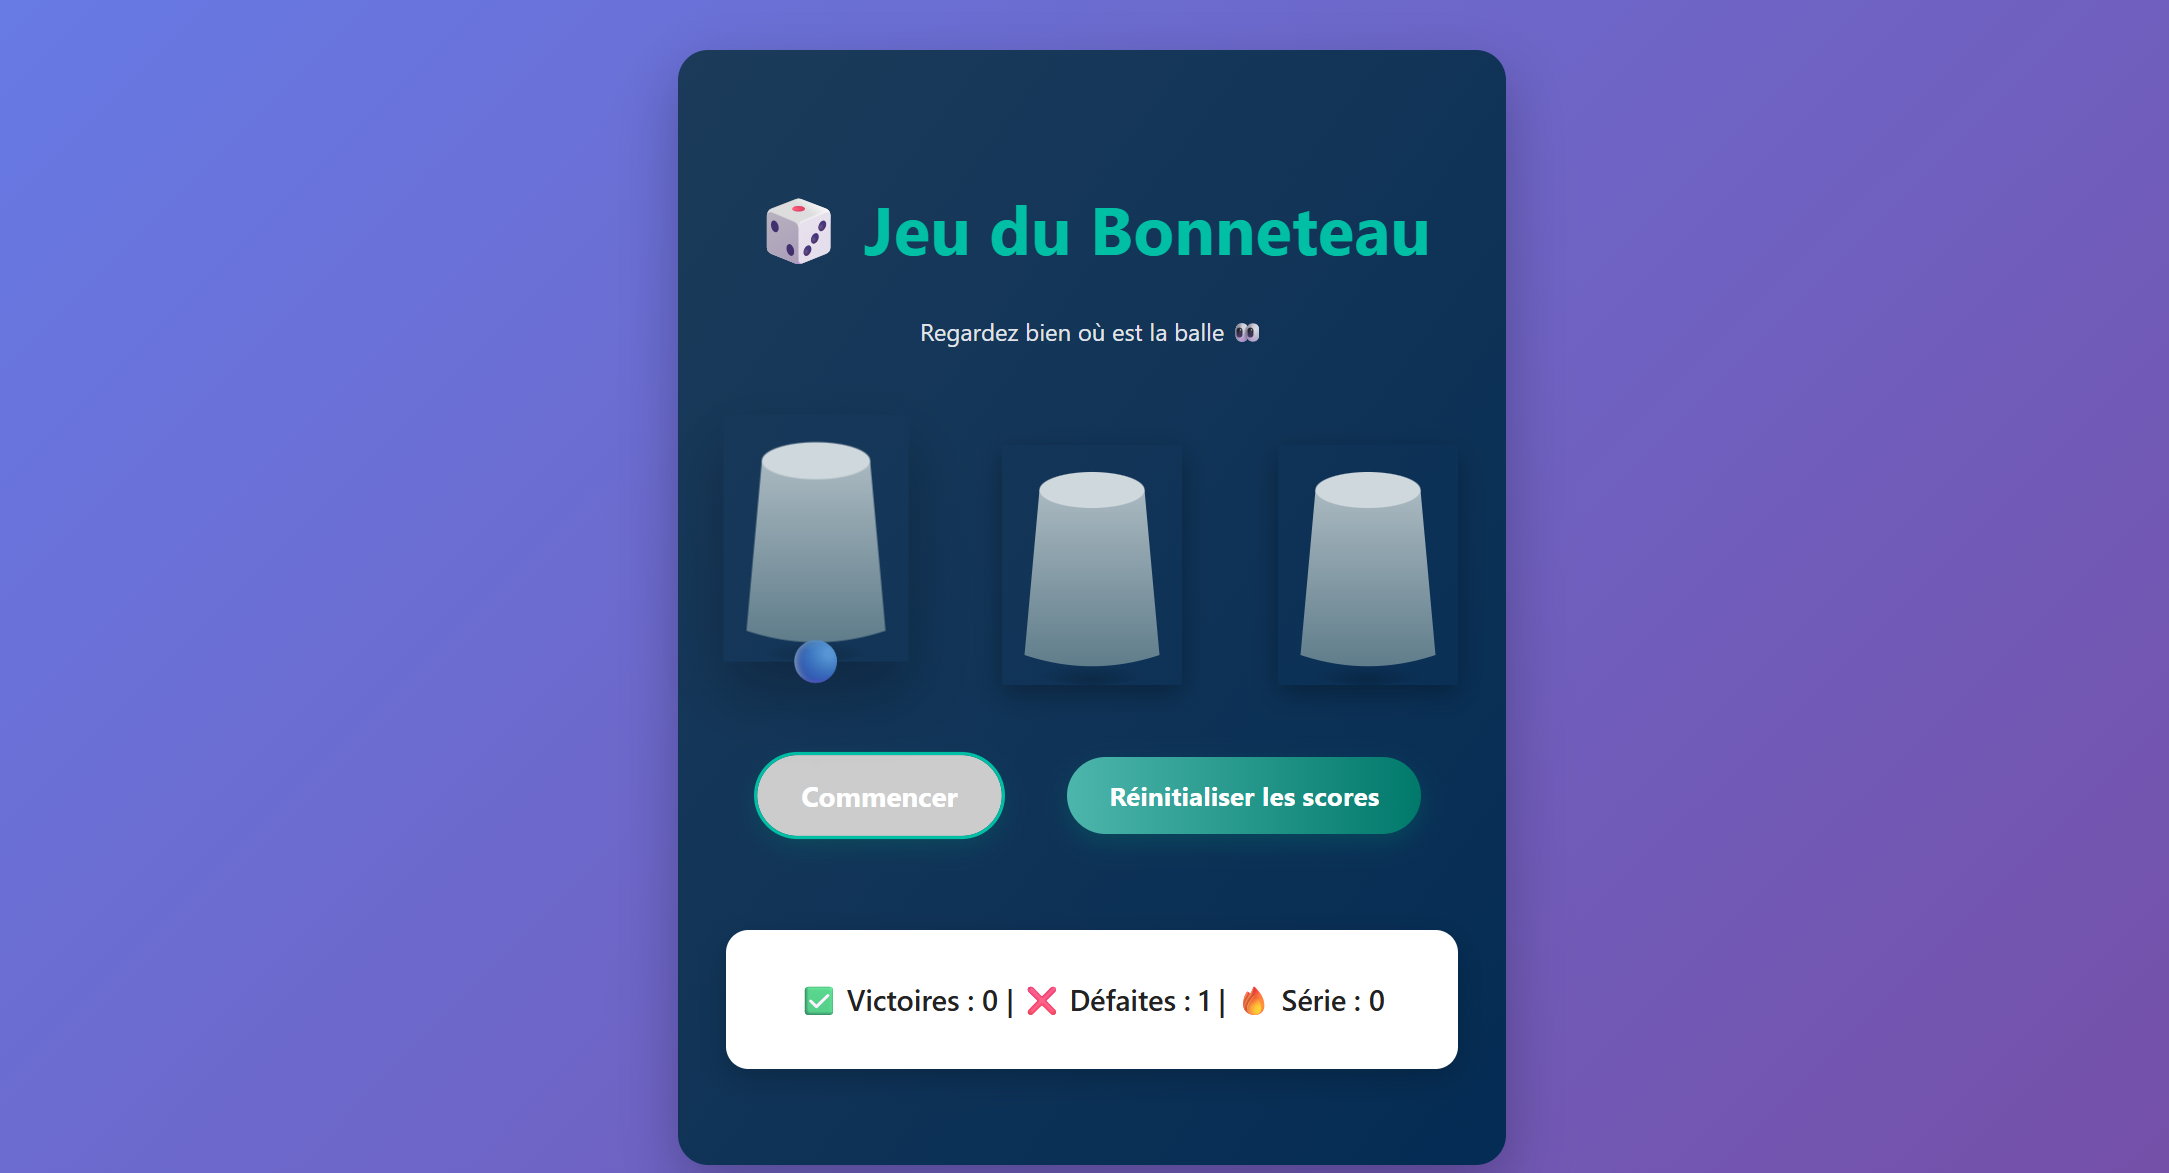 🎲 Jeu du Bonneteau
Regardez bien où est la balle 👀
Commencer
Réinitialiser les scores
✅ Victoires : 0 | ❌ Défaites : 1 | 🔥 Série : 0